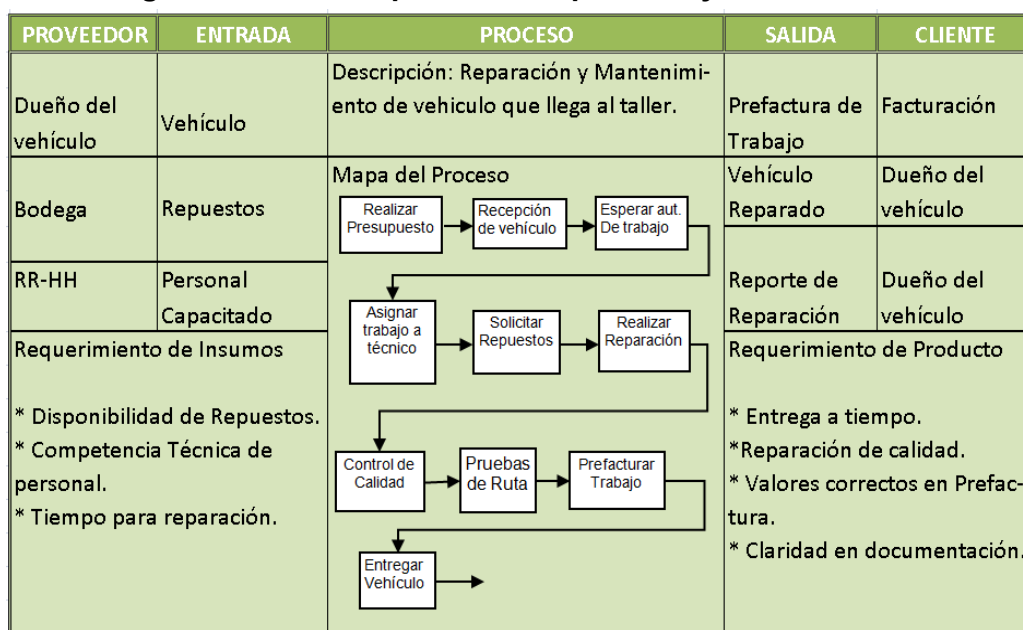 PROVEEDOR ENTRADA PROCESO SALIDA CLIENTE
Dueño del
vehículo
Vehículo
Descripción: Reparación y Mantenimi-
ento de vehiculo que llega al taller.
Prefactura de
Trabajo
Facturación
Bodega
Repuestos
Mapa del Proceso
Realizar
Presupuesto
Recepción
de vehículo
Esperar aut.
De trabajo
Vehículo
Reparado
Dueño del
vehículo
RR-HH
Personal
Capacitado
Asignar
trabajo a
técnico
Solicitar
Repuestos
Realizar
Reparación
Reporte de
Reparación
Dueño del
vehículo
Requerimiento de Insumos
* Disponibilidad de Repuestos.
* Competencia Técnica de
personal.
* Tiempo para reparación.
Control de
Calidad
Pruebas
de Ruta
Prefacturar
Trabajo
Entregar
Vehículo
Requerimiento de Producto
* Entrega a tiempo.
*Reparación de calidad.
* Valores correctos en Prefac-
tura.
* Claridad en documentación.